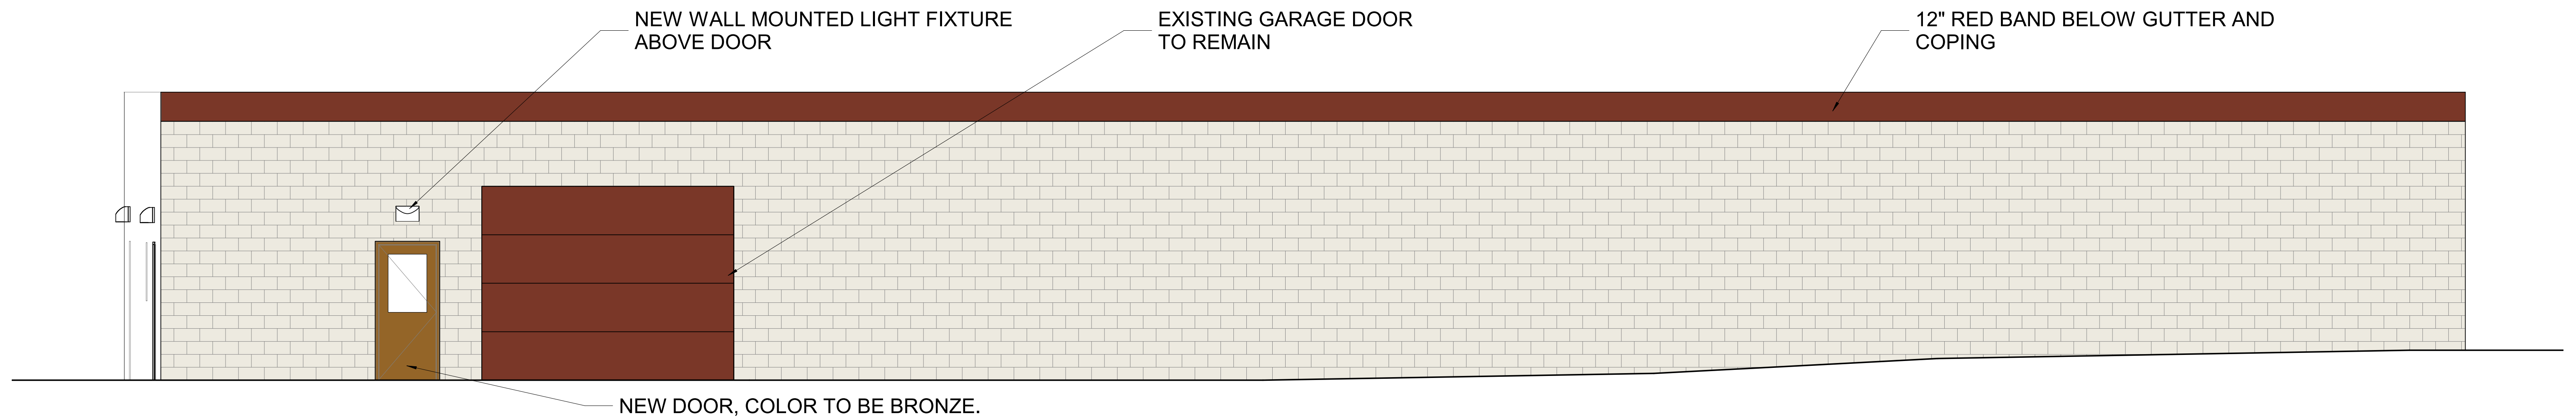 NEW WALL MOUNTED LIGHT FIXTURE
ABOVE DOOR
EXISTING GARAGE DOOR
TO REMAIN
12" RED BAND BELOW GUTTER AND
COPING
NEW DOOR, COLOR TO BE BRONZE.